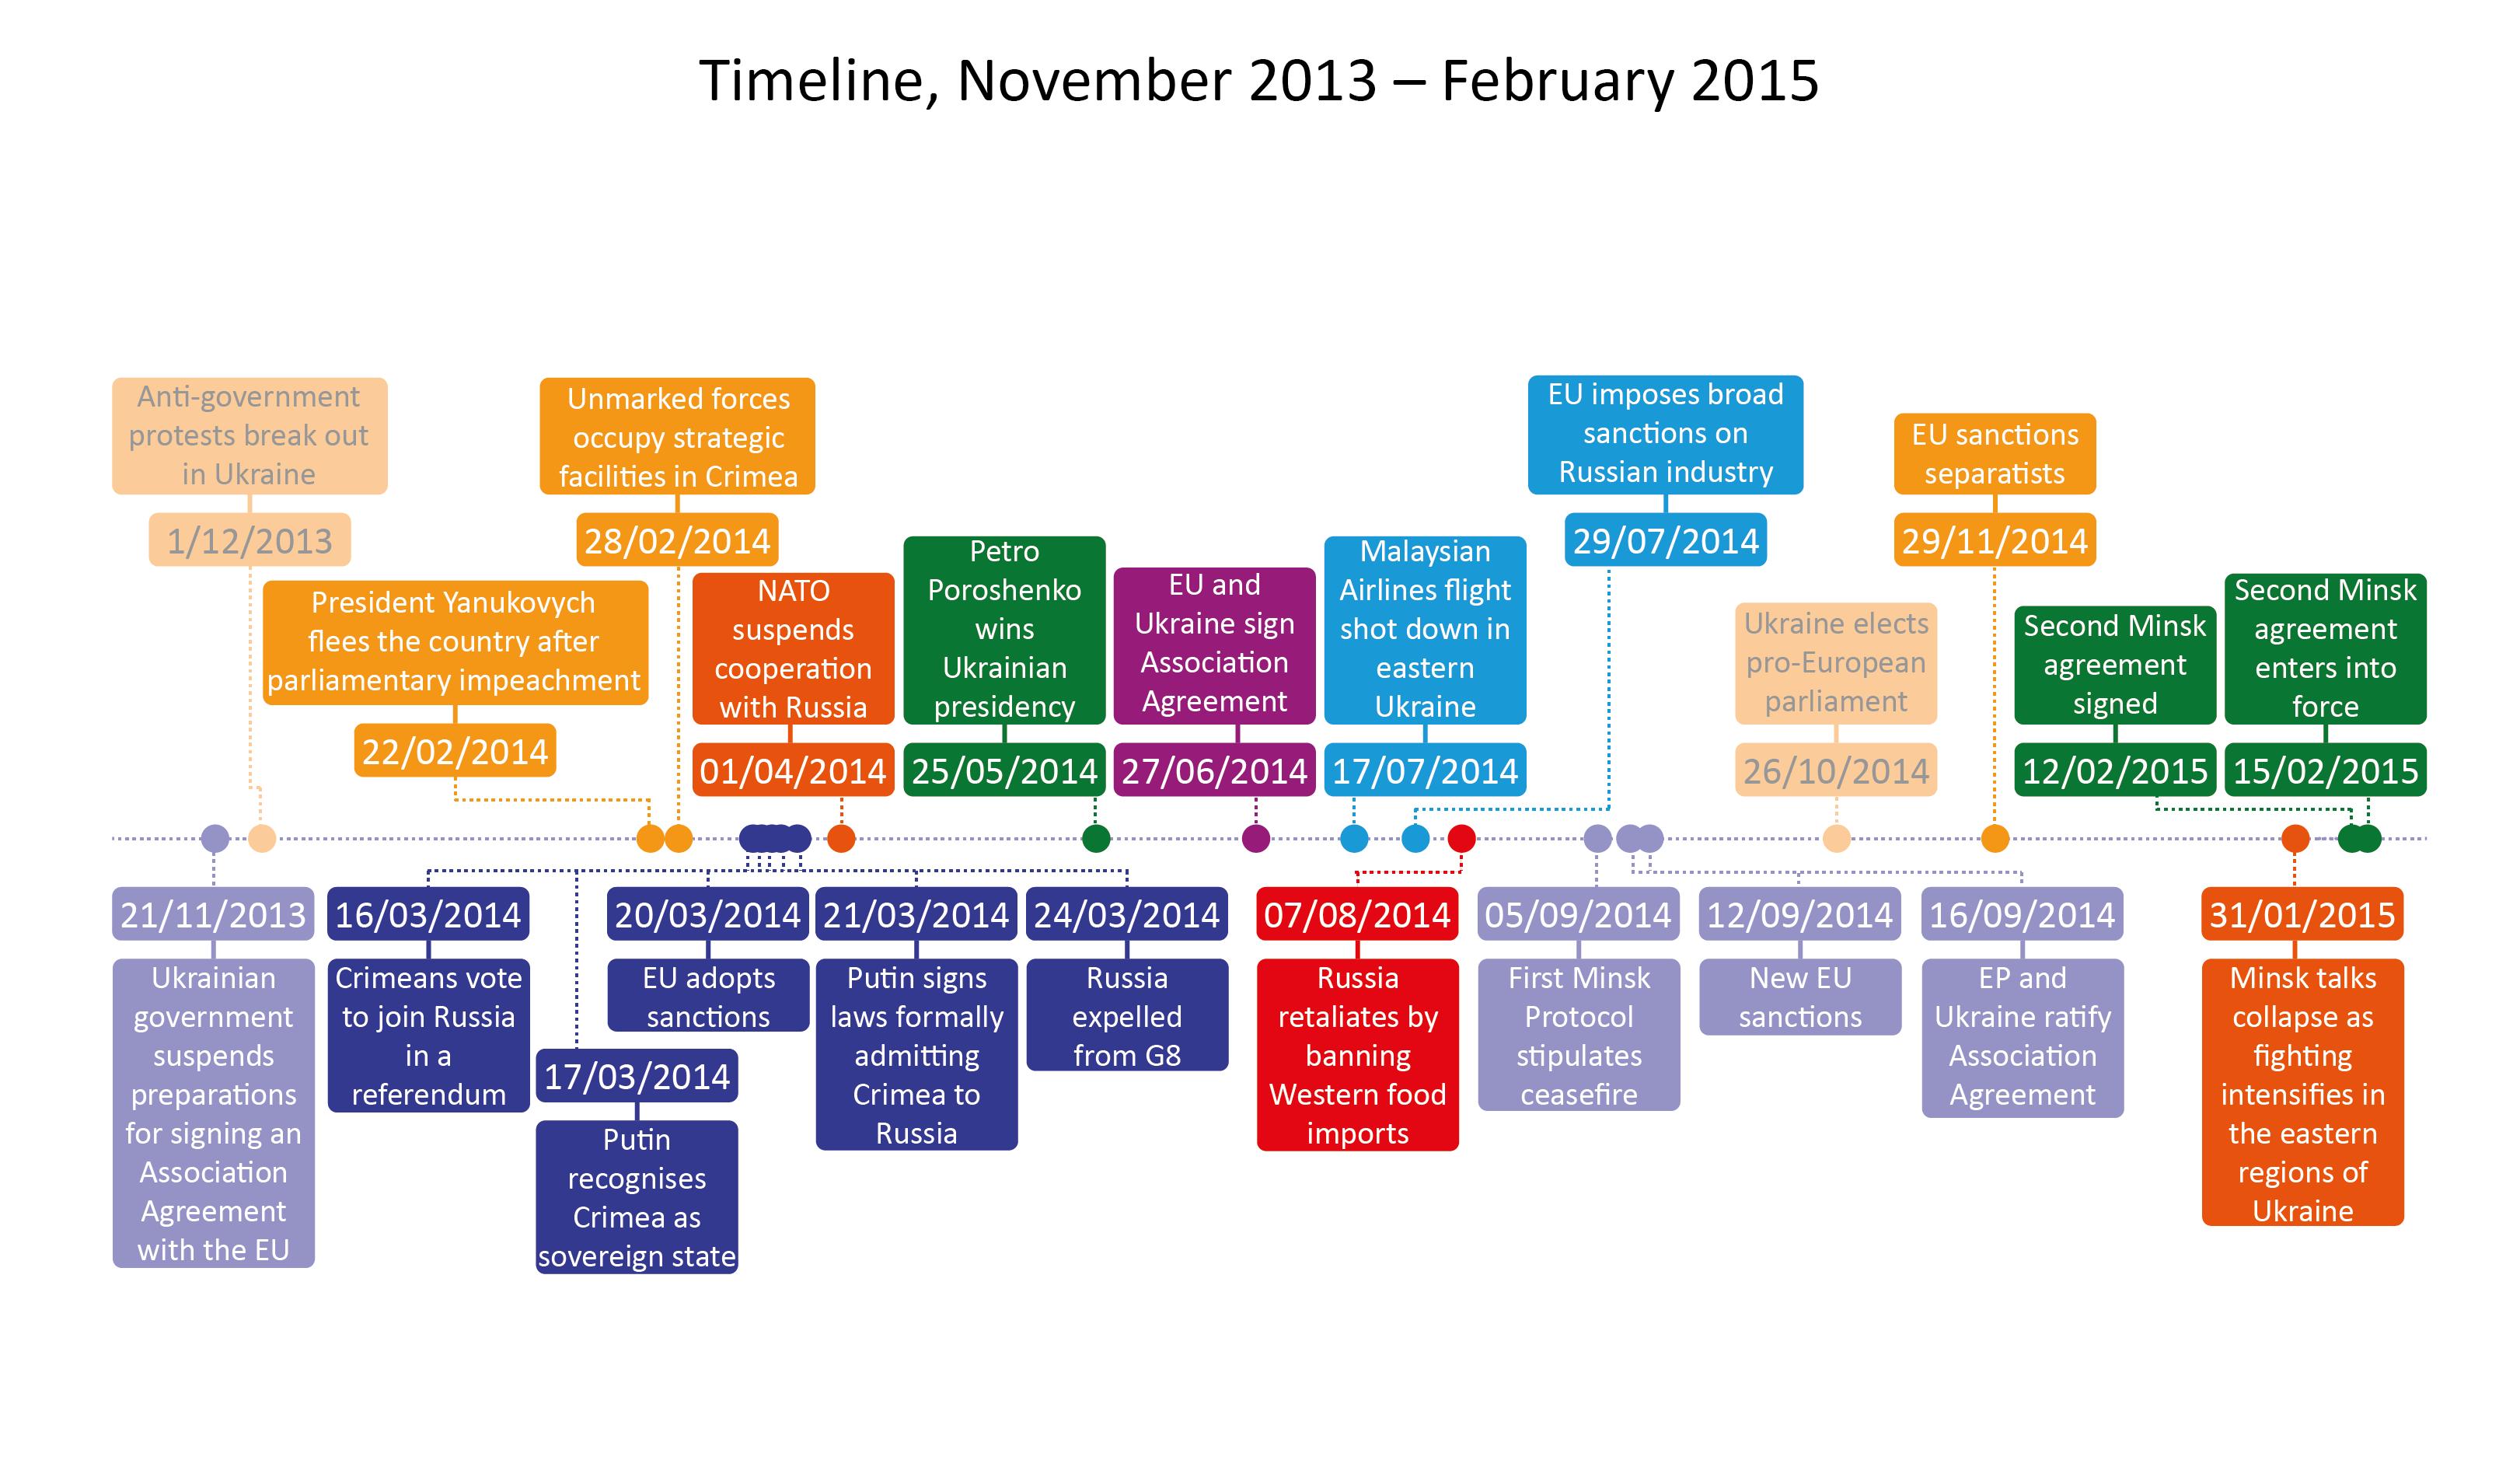 Timeline, November 2013 – February 2015
Anti-government
protests break out
in Ukraine
1/12/2013
President Yanukovych
flees the country after
parliamentary impeachment
22/02/2014
Unmarked forces
occupy strategic
facilities in Crimea
28/02/2014
NATO
suspends
cooperation
with Russia
01/04/2014
Petro
Poroshenko
wins
Ukrainian
presidency
25/05/2014
EU and
Ukraine sign
Association
Agreement
27/06/2014
Malaysian
Airlines flight
shot down in
eastern
Ukraine
17/07/2014
EU imposes broad
sanctions on
Russian industry
29/07/2014
Ukraine elects
pro-European
parliament
26/10/2014
EU sanctions
separatists
29/11/2014
Second Minsk
agreement
signed
12/02/2015
Second Minsk
agreement
enters into
force
15/02/2015
21/11/2013
Ukrainian
government
suspends
preparations
for signing an
Association
Agreement
with the EU
16/03/2014
Crimeans vote
to join Russia
in a
referendum
17/03/2014
Putin
recognises
Crimea as
sovereign state
20/03/2014
EU adopts
sanctions
21/03/2014
Putin signs
laws formally
admitting
Crimea to
Russia
24/03/2014
Russia
expelled
from G8
07/08/2014
Russia
retaliates by
banning
Western food
imports
05/09/2014
First Minsk
Protocol
stipulates
ceasefire
12/09/2014
New EU
sanctions
16/09/2014
EP and
Ukraine ratify
Association
Agreement
31/01/2015
Minsk talks
collapse as
fighting
intensifies in
the eastern
regions of
Ukraine